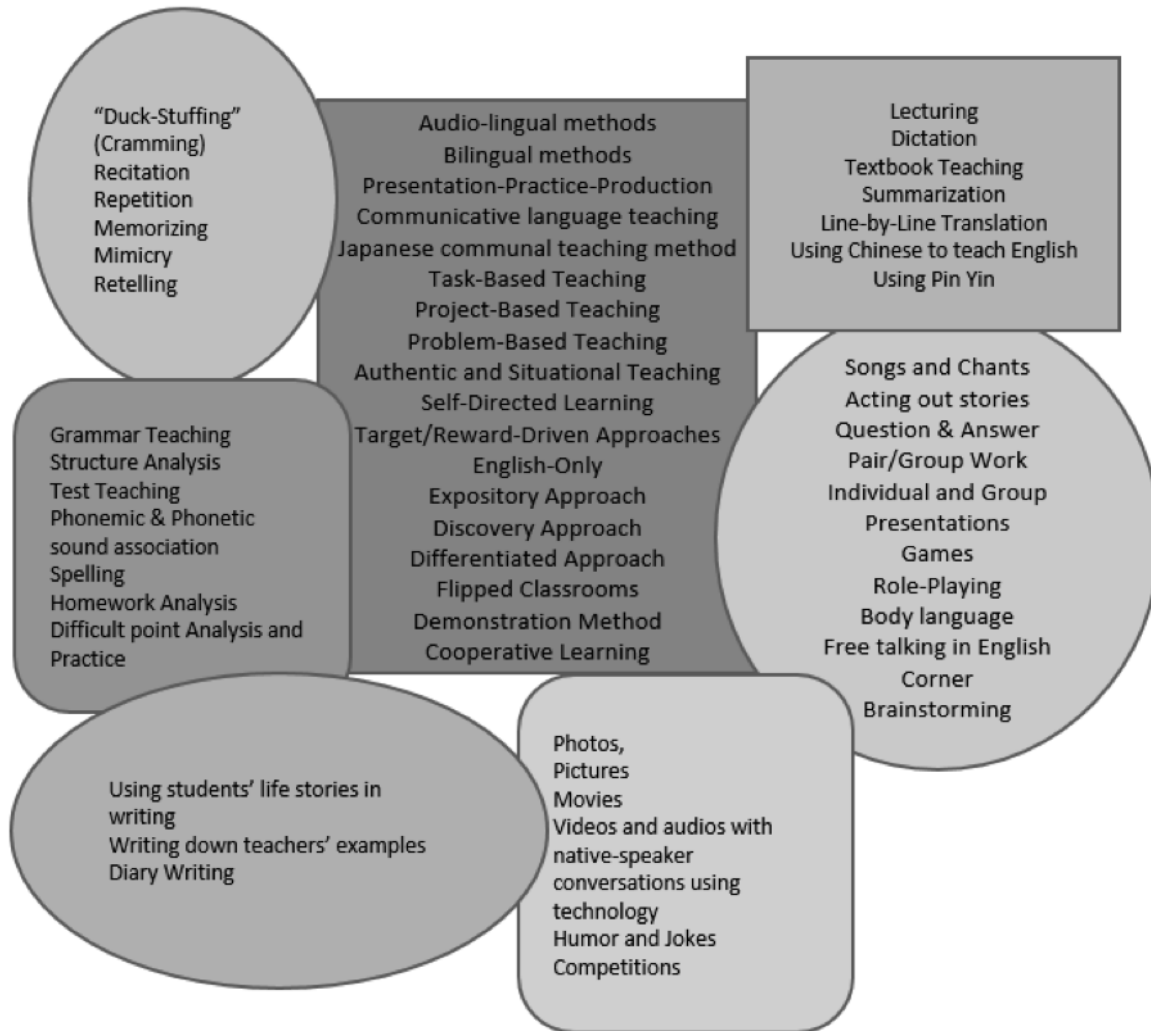 “Duck-Stuffing”
(Cramming)
Recitation
Repetition
Memorizing
Mimicry
Retelling
Audio-lingual methods
Bilingual methods
Presentation-Practice-Production
Communicative language teaching
Japanese communal teaching method
Task-Based Teaching
Project-Based Teaching
Problem-Based Teaching
Authentic and Situational Teaching
Self-Directed Learning
Target/Reward-Driven Approaches
English-Only
Expository Approach
Discovery Approach
Differentiated Approach
Flipped Classrooms
Demonstration Method
Cooperative Learning
Lecturing
Dictation
Textbook Teaching
Summarization
Line-by-Line Translation
Using Chinese to teach English
Using Pin Yin
Grammar Teaching
Structure Analysis
Test Teaching
Phonemic & Phonetic
sound association
Spelling
Homework Analysis
Difficult point Analysis and
Practice
Songs and Chants
Acting out stories
Question & Answer
Pair/Group Work
Individual and Group
Presentations
Games
Role-Playing
Body language
Free talking in English
Corner
Brainstorming
Using students’ life stories in
writing
Writing down teachers’ examples
Diary Writing
Photos,
Pictures
Movies
Videos and audios with
native-speaker
conversations using
technology
Humor and Jokes
Competitions